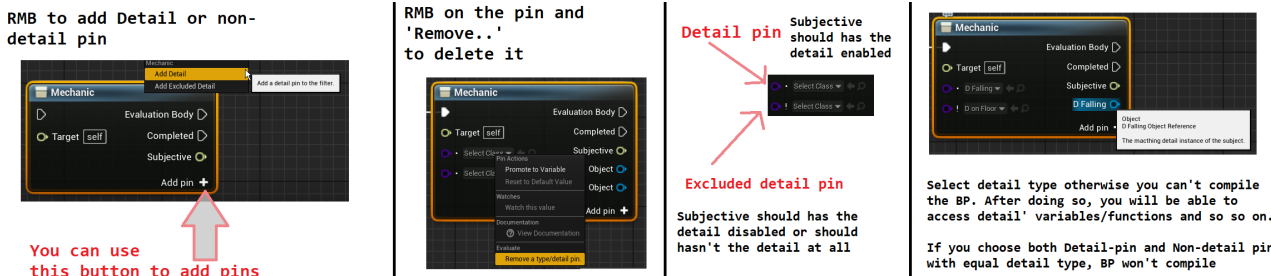 RMB to add Detail or non-
detail pin
Mechanic
Add Detail
Add Excluded Detail
Add a detail pin to the filter.
Mechanic
Evaluation Body
Target self
Completed
Subjective
Add pin +
You can use
this button to add pins
RMB on the pin and
'Remove..'
to delete it
Mechanic
Evaluation Body
Target self
Completed
Select Class
Subjective
Select Cla
Object
Object
Add pin +
Pin Actions
Promote to Variable
Reset to Default Value
Watches
Watch this value
Documentation
View Documentation
Evaluate
Remove a type/detail pin
Detail pin
Subjective
should has the
detail enabled
Select Class
! Select Class
Excluded detail pin
Subjective should has the
detail disabled or should
hasn't the detail at all
Mechanic
Evaluation Body
Target self
Completed
Subjective
D Falling
D Falling
! D on Floor
Add pin
Object
D Falling Object Reference
The macthing detail instance of the subject.
Select detail type otherwise you can't compile
the BP. After doing so, you will be able to
access detail' variables/functions and so so on.
If you choose both Detail-pin and Non-detail pin
with equal detail type, BP won't compile